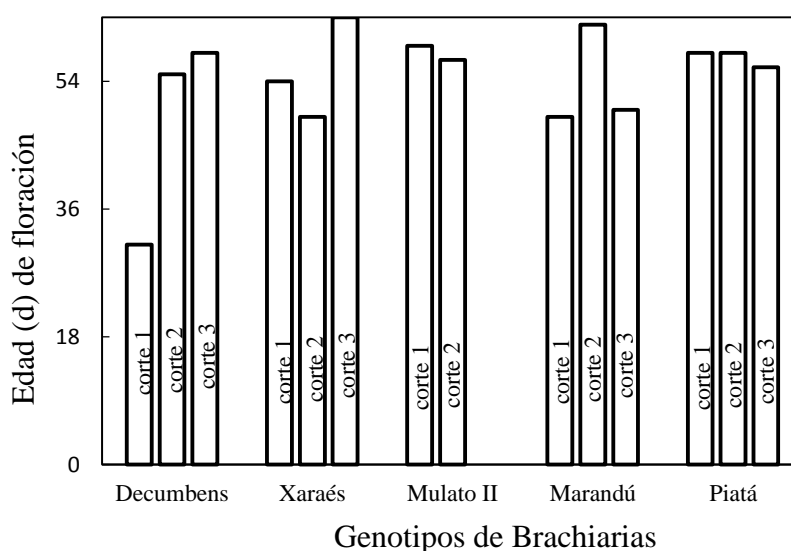 Edad (d) de floración
54
36
18
0
corte 1
corte 2
corte 3
corte 1
corte 2
corte 3
corte 1
corte 2
corte 1
corte 2
corte 3
corte 1
corte 2
corte 3
Decumbens
Xaraés
Mulato II
Marandú
Piatá
Genotipos de Brachiarias